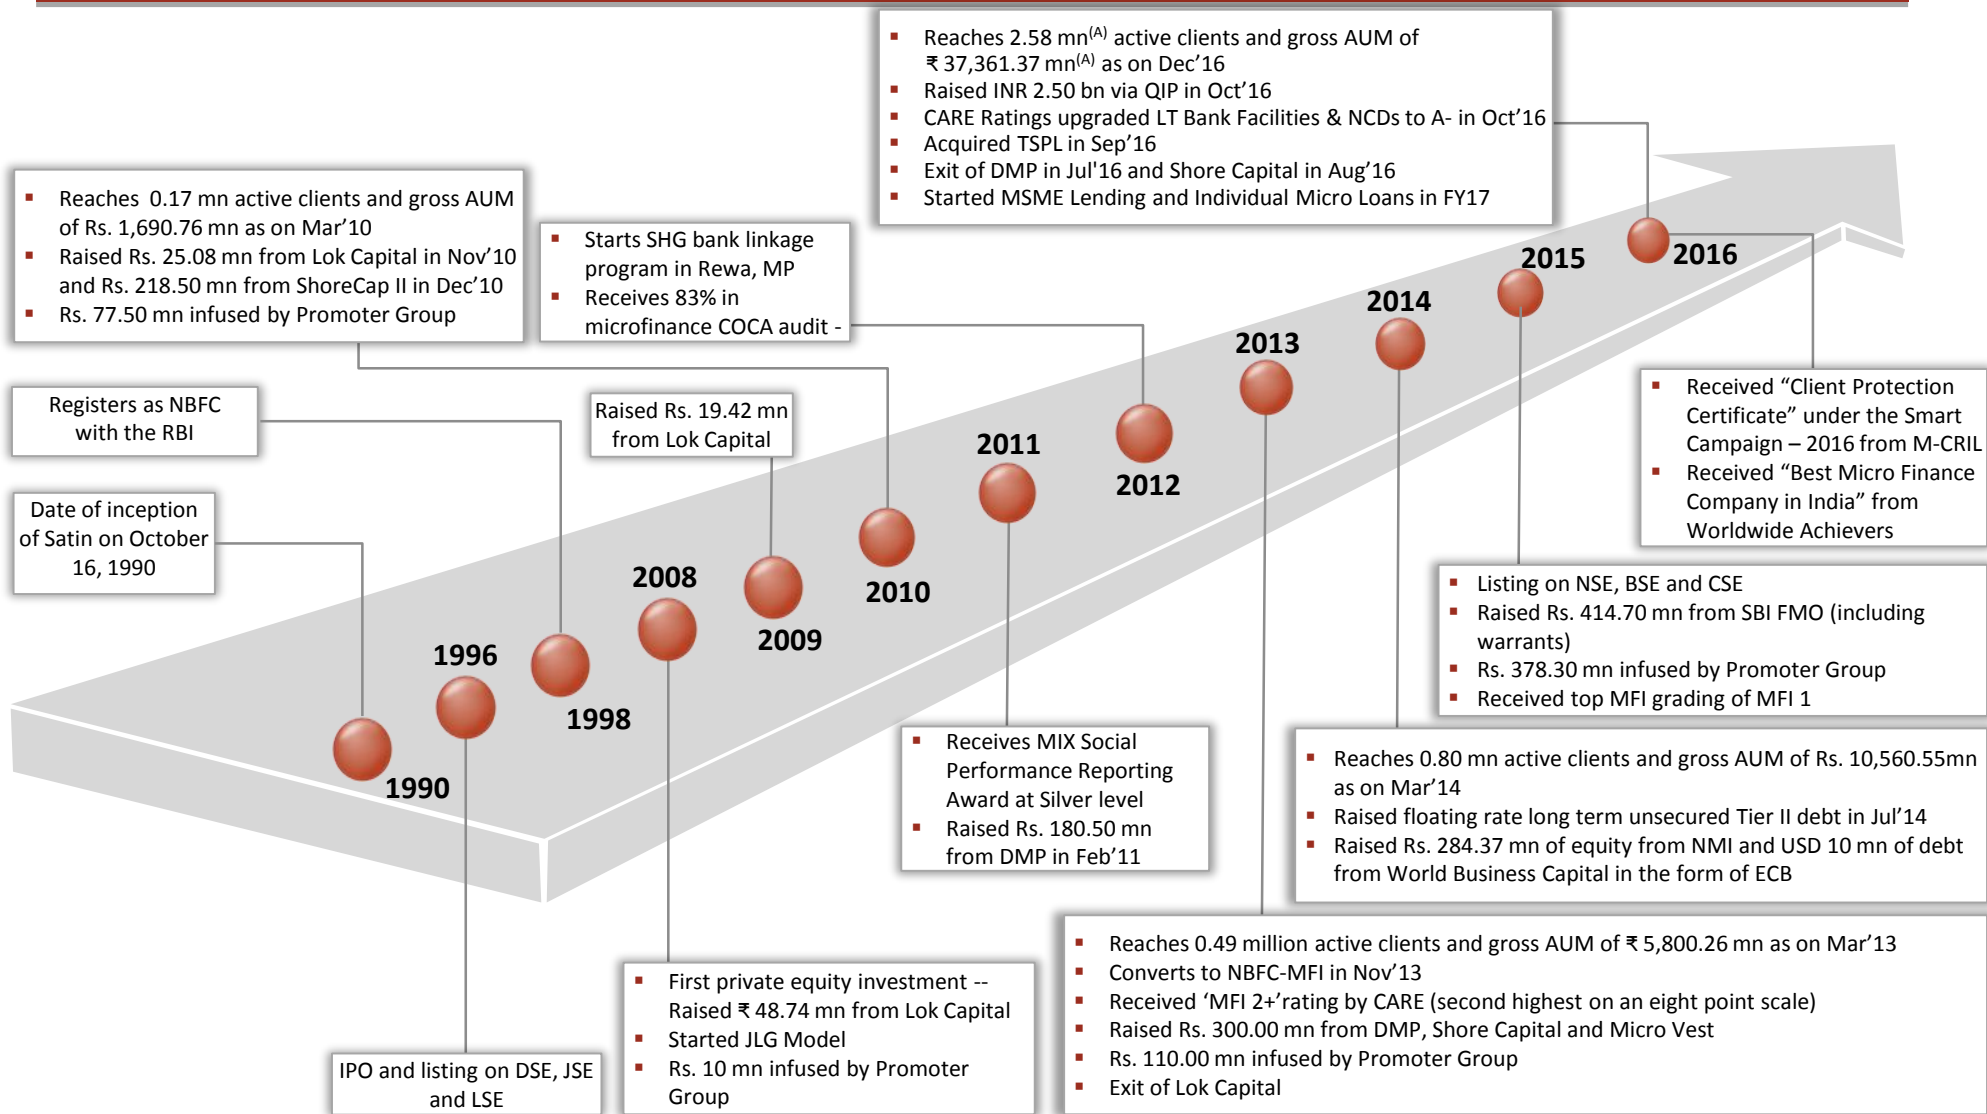 ▪ Reaches 2.58 mn(A) active clients and gross AUM of
₹ 37,361.37 mn(A) as on Dec’16
▪ Raised INR 2.50 bn via QIP in Oct’16
▪ CARE Ratings upgraded LT Bank Facilities & NCDs to A- in Oct’16
▪ Acquired TSPL in Sep’16
▪ Exit of DMP in Jul'16 and Shore Capital in Aug’16
▪ Started MSME Lending and Individual Micro Loans in FY17
▪ Reaches 0.17 mn active clients and gross AUM
of Rs. 1,690.76 mn as on Mar’10
▪ Raised Rs. 25.08 mn from Lok Capital in Nov’10
and Rs. 218.50 mn from ShoreCap II in Dec’10
▪ Rs. 77.50 mn infused by Promoter Group
▪ Starts SHG bank linkage
program in Rewa, MP
▪ Receives 83% in
microfinance COCA audit -
Registers as NBFC
with the RBI
Raised Rs. 19.42 mn
from Lok Capital
Date of inception
of Satin on October
16, 1990
1990
1996
1998
2008
2009
2010
2011
2012
2013
2014
2015
2016
▪ Received “Client Protection
Certificate” under the Smart
Campaign – 2016 from M-CRIL
▪ Received “Best Micro Finance
Company in India” from
Worldwide Achievers
▪ Listing on NSE, BSE and CSE
▪ Raised Rs. 414.70 mn from SBI FMO (including
warrants)
▪ Rs. 378.30 mn infused by Promoter Group
▪ Received top MFI grading of MFI 1
▪ Receives MIX Social
Performance Reporting
Award at Silver level
▪ Raised Rs. 180.50 mn
from DMP in Feb’11
▪ Reaches 0.80 mn active clients and gross AUM of Rs. 10,560.55mn
as on Mar’14
▪ Raised floating rate long term unsecured Tier II debt in Jul’14
▪ Raised Rs. 284.37 mn of equity from NMI and USD 10 mn of debt
from World Business Capital in the form of ECB
▪ Reaches 0.49 million active clients and gross AUM of ₹ 5,800.26 mn as on Mar’13
▪ Converts to NBFC-MFI in Nov’13
▪ Received ‘MFI 2+’rating by CARE (second highest on an eight point scale)
▪ Raised Rs. 300.00 mn from DMP, Shore Capital and Micro Vest
▪ Rs. 110.00 mn infused by Promoter Group
▪ Exit of Lok Capital
▪ First private equity investment --
Raised ₹ 48.74 mn from Lok Capital
▪ Started JLG Model
▪ Rs. 10 mn infused by Promoter
Group
IPO and listing on DSE, JSE
and LSE